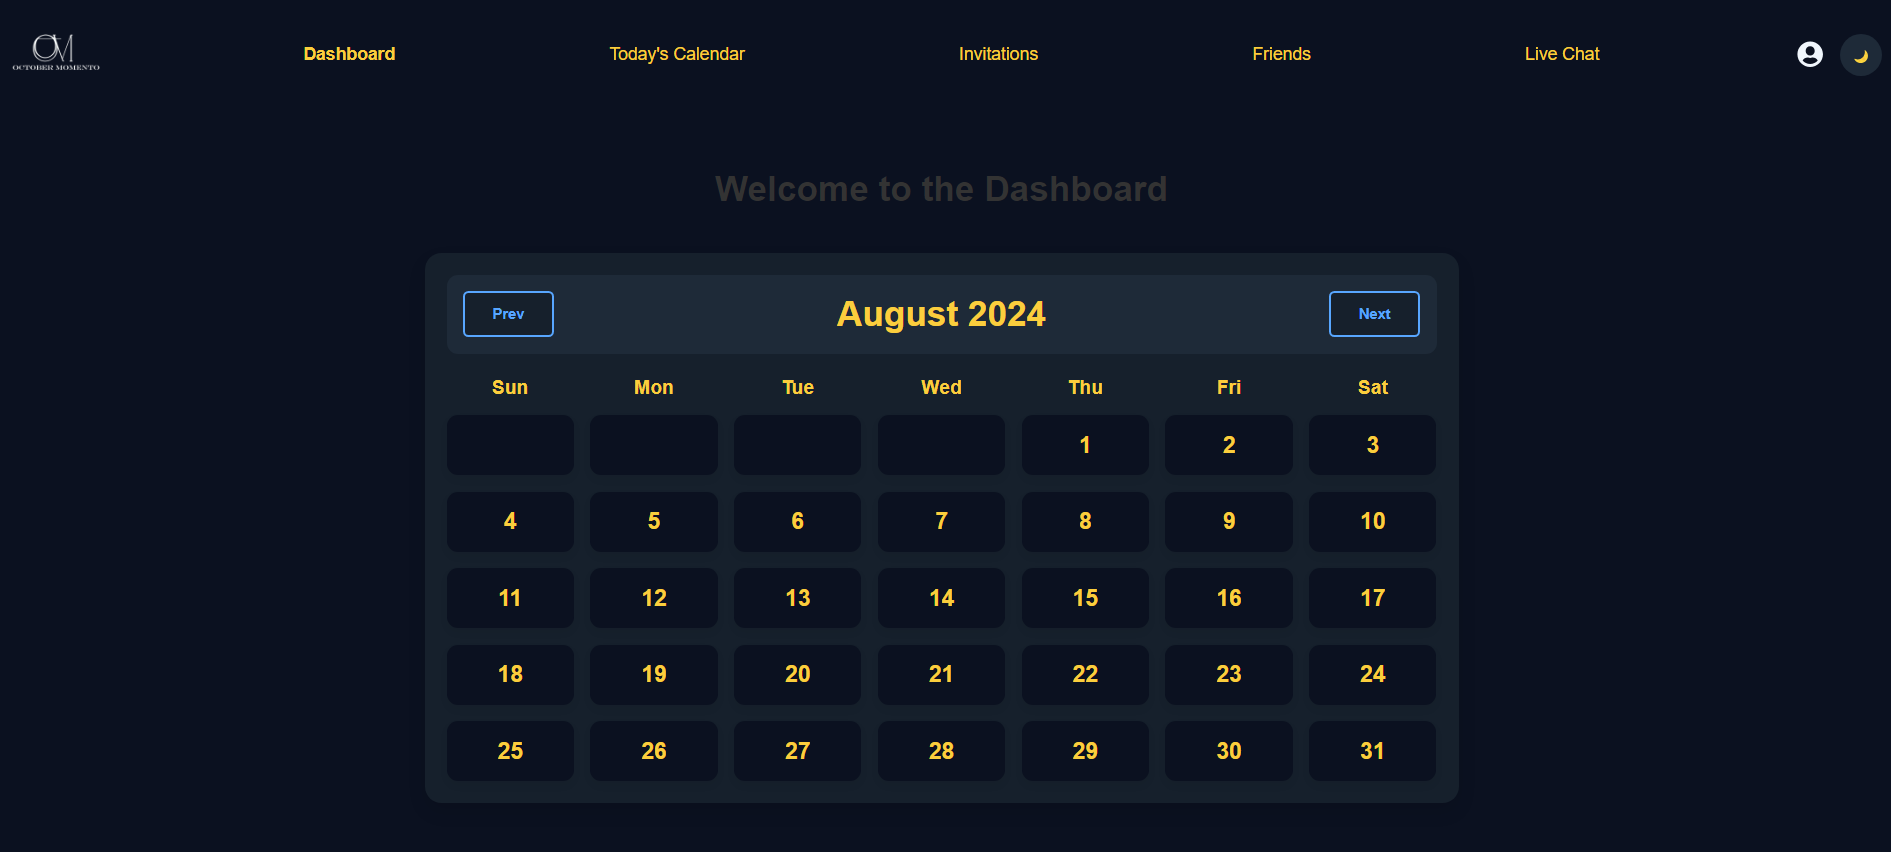 OM
OCTOBER MOMENTO
Dashboard
Today's Calendar
Invitations
Friends
Live Chat
Welcome to the Dashboard
Prev
August 2024
Next
Sun Mon Tue Wed Thu Fri Sat
1 2 3
4 5 6 7 8 9 10
11 12 13 14 15 16 17
18 19 20 21 22 23 24
25 26 27 28 29 30 31